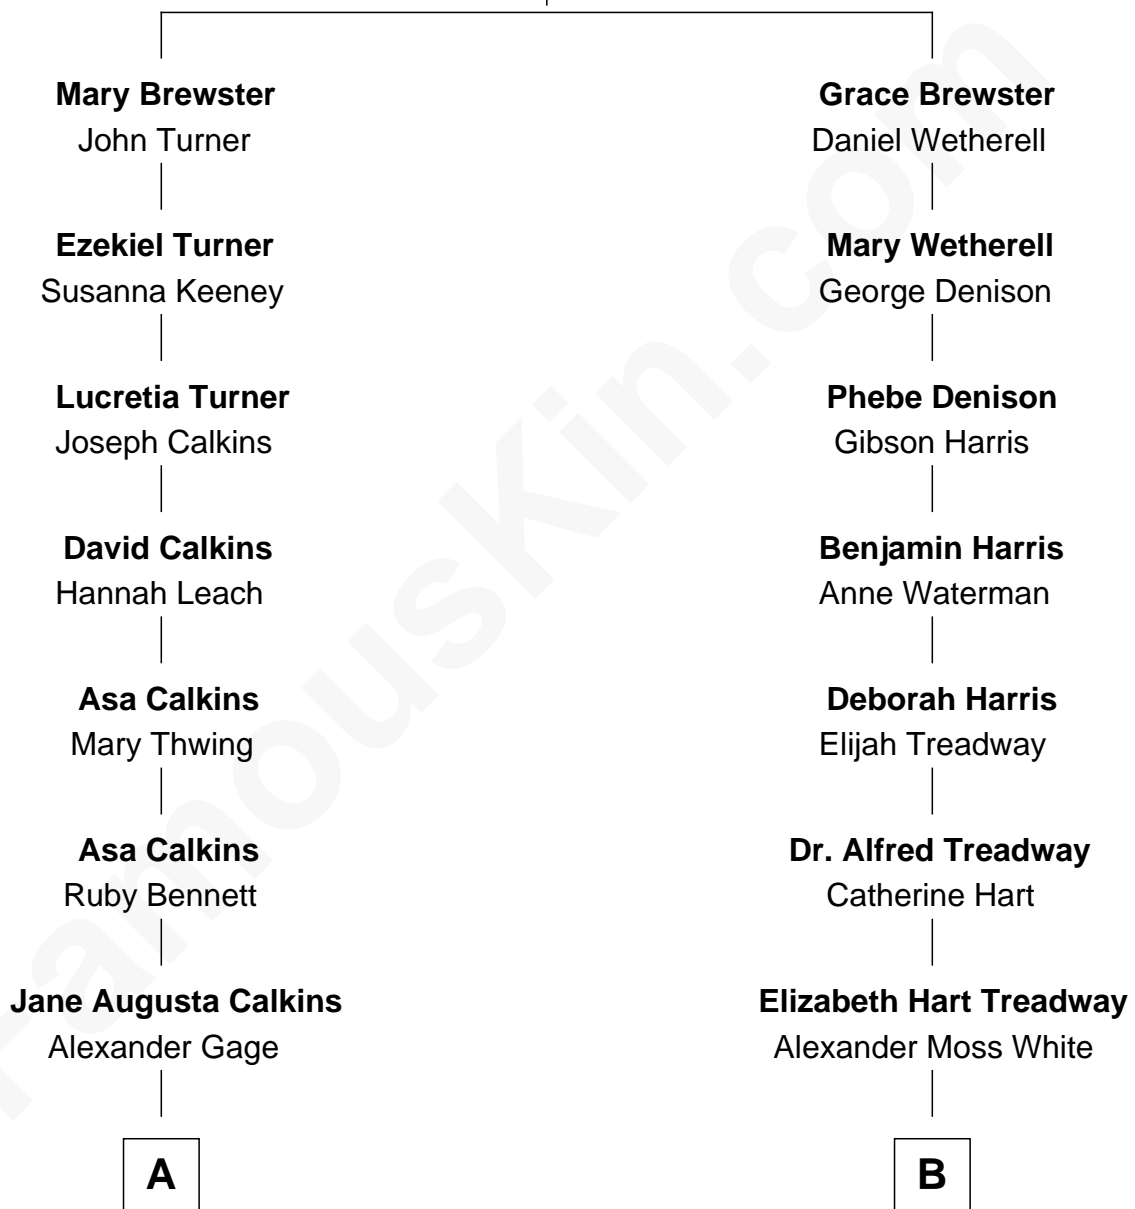 Mary Brewster
John Turner
Ezekiel Turner
Susanna Keeney
Lucretia Turner
Joseph Calkins
David Calkins
Hannah Leach
Asa Calkins
Mary Thwing
Asa Calkins
Ruby Bennett
Jane Augusta Calkins
Alexander Gage
A
Grace Brewster
Daniel Wetherell
Mary Wetherell
George Denison
Phebe Denison
Gibson Harris
Benjamin Harris
Anne Waterman
Deborah Harris
Elijah Treadway
Dr. Alfred Treadway
Catherine Hart
Elizabeth Hart Treadway
Alexander Moss White
B
FamousKin.com